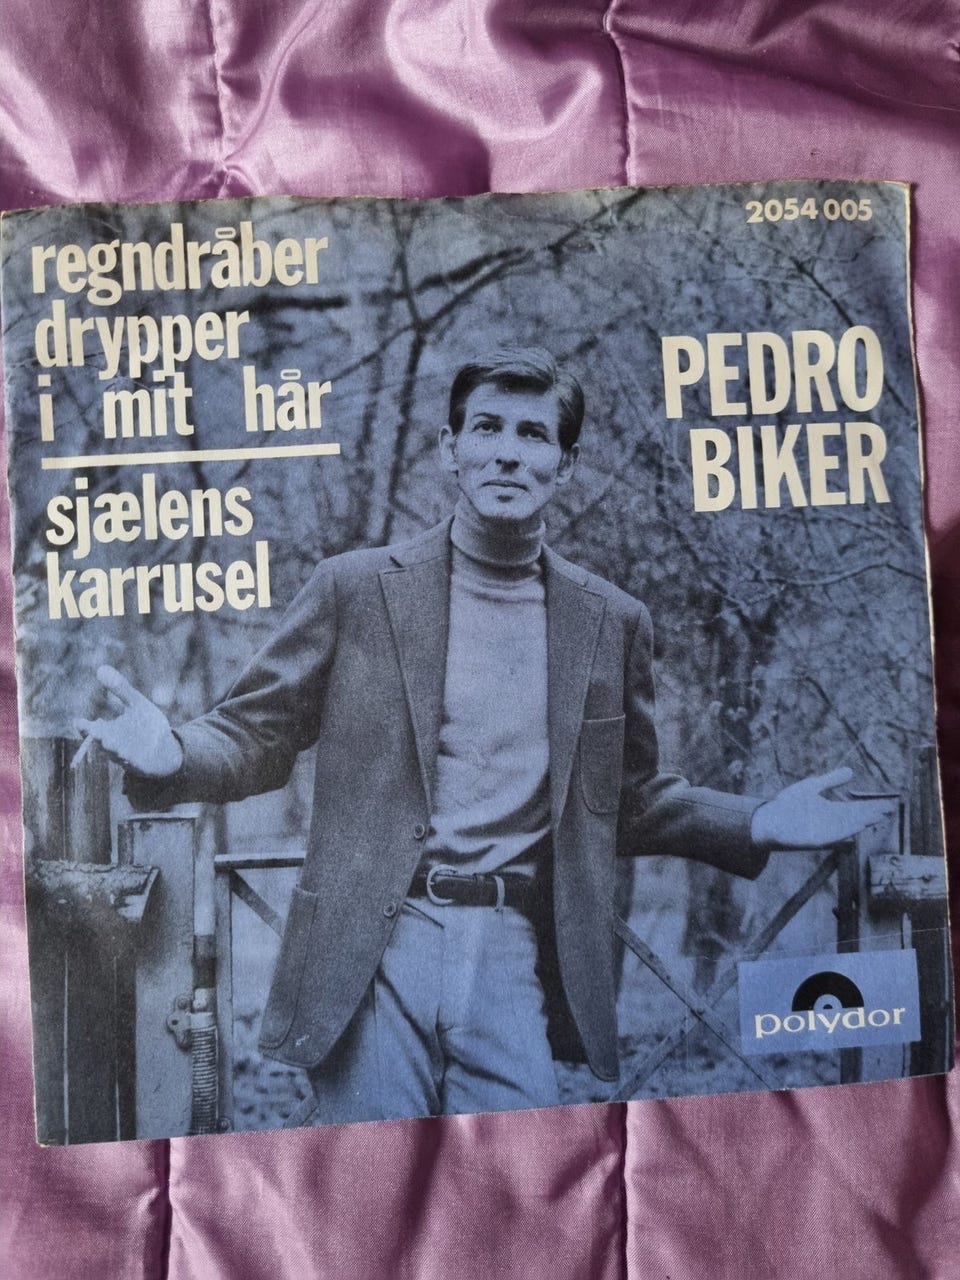 regndråber
drypper
i mit hår
sjælens
karrusel
2054 005
PEDRO
BIKER
polydor